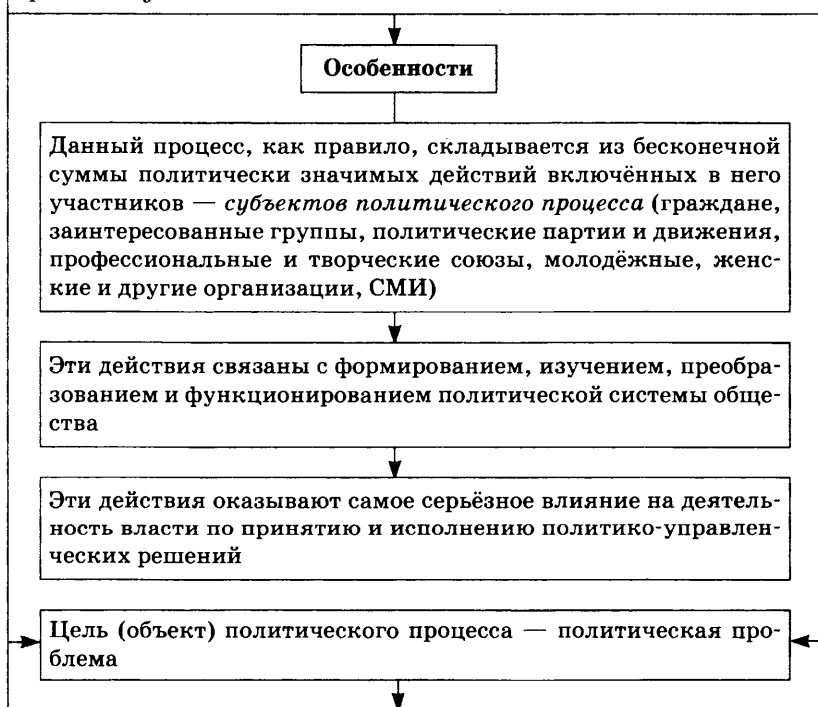 Особенности
Данный процесс, как правило, складывается из бесконечной
суммы политически значимых действий включённых в него
участников — субъектов политического процесса (граждане,
заинтересованные группы, политические партии и движения,
профессиональные и творческие союзы, молодёжные, женс-
кие и другие организации, СМИ)
Эти действия связаны с формированием, изучением, преобра-
зованием и функционированием политической системы обще-
ства
Эти действия оказывают самое серьёзное влияние на деятель-
ность власти по принятию и исполнению политико-управлен-
ческих решений
Цель (объект) политического процесса — политическая про-
блема